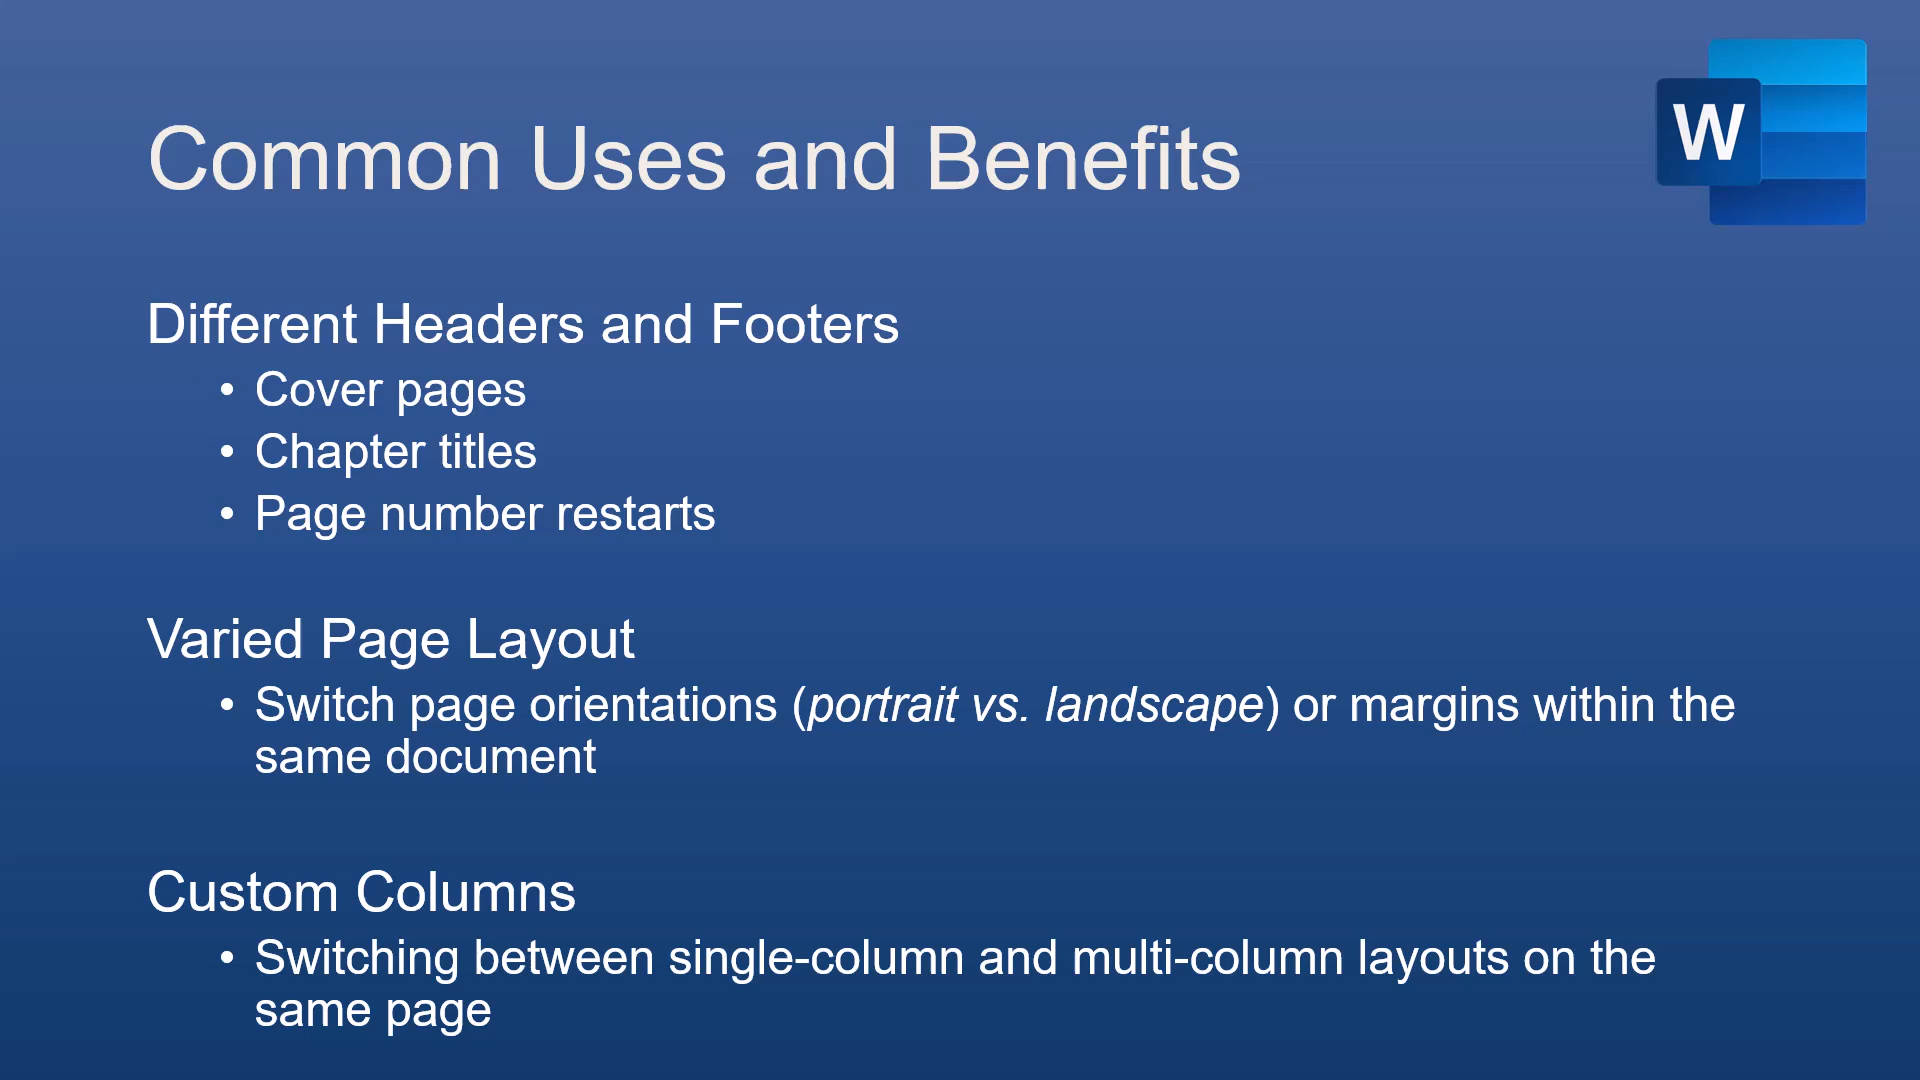 Common Uses and Benefits
W
Different Headers and Footers
• Cover pages
• Chapter titles
• Page number restarts
Varied Page Layout
• Switch page orientations (portrait vs. landscape) or margins within the
same document
Custom Columns
• Switching between single-column and multi-column layouts on the
same page